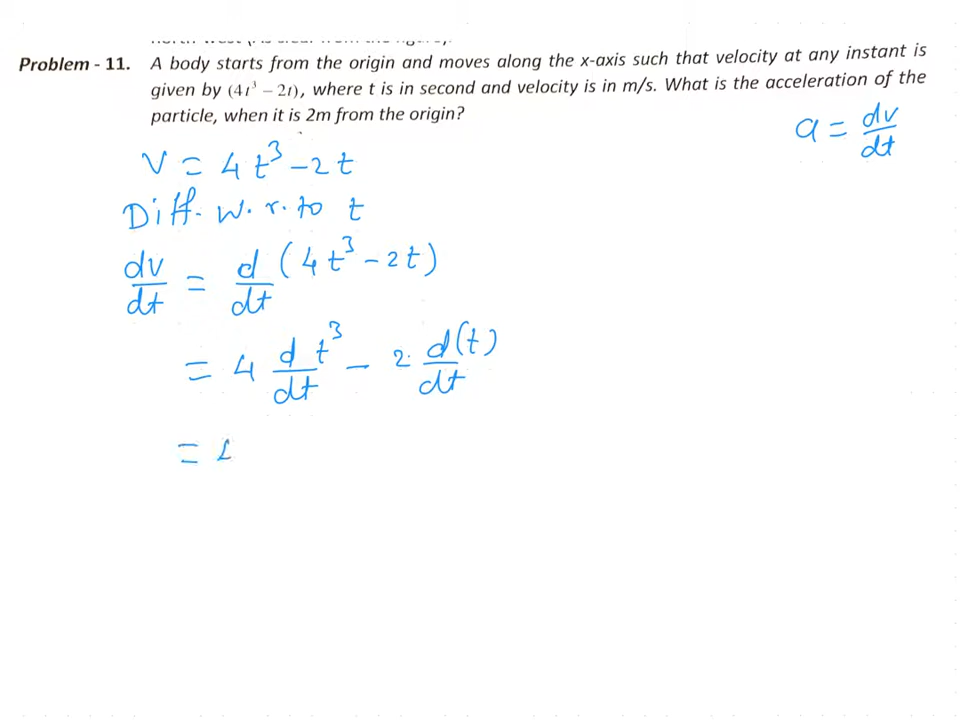 Problem - 11. A body starts from the origin and moves along the x-axis such that velocity at any instant is
given by (4t³ – 2t), where t is in second and velocity is in m/s. What is the acceleration of the
particle, when it is 2m from the origin?
a = dv/dt
V = 4t³ – 2t
Diff. w. r. to t
dv/dt = d/dt (4t³ – 2t)
= 4 d/dt t³ – 2. d(t)/dt
=